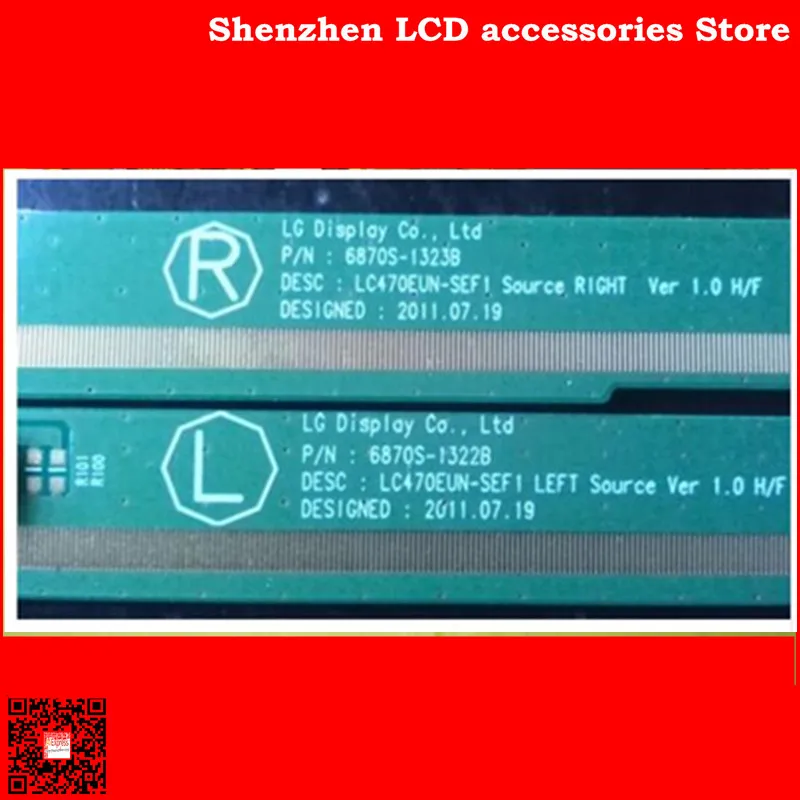 Shenzhen LCD accessories Store
R
LG Display Co., Ltd
P/N : 6870S-1323B
DESC : LC470EUN-SEF1 Source RIGHT Ver 1.0 H/F
DESIGNED : 2011.07.19
R101
R100
L
LG Display Co., Ltd
P/N : 6870S-1322B
DESC : LC470EUN-SEF1 LEFT Source Ver 1.0 H/F
DESIGNED : 2011.07.19
Express